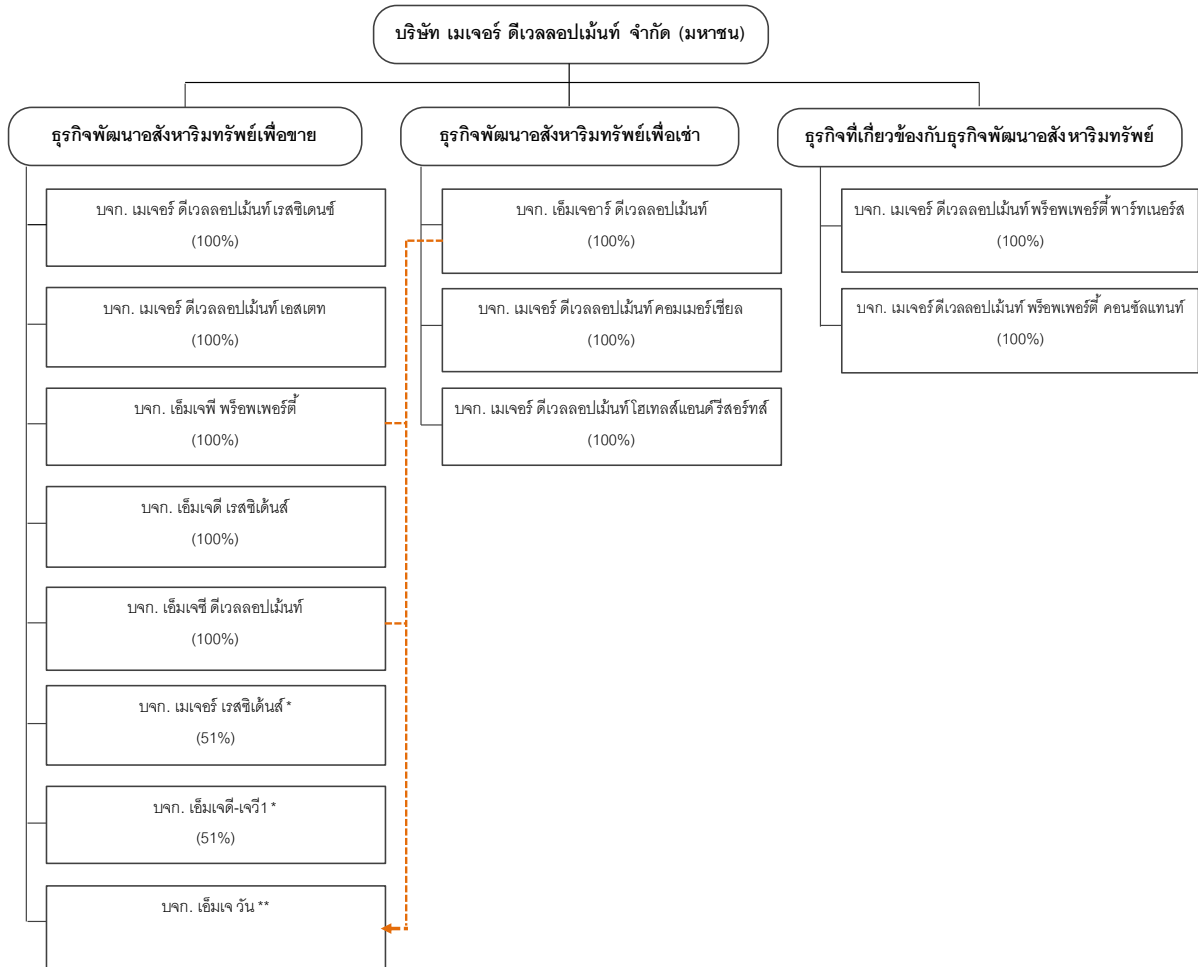 บริษัท เมเจอร์ ดีเวลลอปเม้นท์ จำกัด (มหาชน)
ธุรกิจพัฒนาอสังหาริมทรัพย์เพื่อขาย
บจก. เมเจอร์ ดีเวลลอปเม้นท์ เรสซิเดนซ์
(100%)
บจก. เมเจอร์ ดีเวลลอปเม้นท์ เอสเตท
(100%)
บจก. เอ็มเจพี พร็อพเพอร์ตี้
(100%)
บจก. เอ็มเจดี เรสซิเด้นส์
(100%)
บจก. เอ็มเจซี ดีเวลลอปเม้นท์
(100%)
บจก. เมเจอร์ เรสซิเด้นส์ *
(51%)
บจก. เอ็มเจดี-เจวี1 *
(51%)
บจก. เอ็มเจ วัน **
ธุรกิจพัฒนาอสังหาริมทรัพย์เพื่อเช่า
บจก. เอ็มเจอาร์ ดีเวลลอปเม้นท์
(100%)
บจก. เมเจอร์ ดีเวลลอปเม้นท์ คอมเมอร์เชียล
(100%)
บจก. เมเจอร์ ดีเวลลอปเม้นท์ โฮเทลส์ แอนด์ รีสอร์ทส์
(100%)
ธุรกิจที่เกี่ยวข้องกับธุรกิจพัฒนาอสังหาริมทรัพย์
บจก. เมเจอร์ ดีเวลลอปเม้นท์ พร็อพเพอร์ตี้ พาร์ทเนอร์ส
(100%)
บจก. เมเจอร์ ดีเวลลอปเม้นท์ พร็อพเพอร์ตี้ คอนซัลแทนท์
(100%)